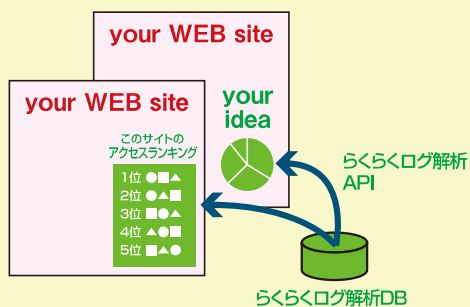 your WEB site
your WEB site
your
idea
このサイトの
アクセスランキング
1位 ●■▲
2位 ●▲■
3位 ■●▲
4位 ▲●■
5位 ■▲●
らくらくログ解析
API
らくらくログ解析DB